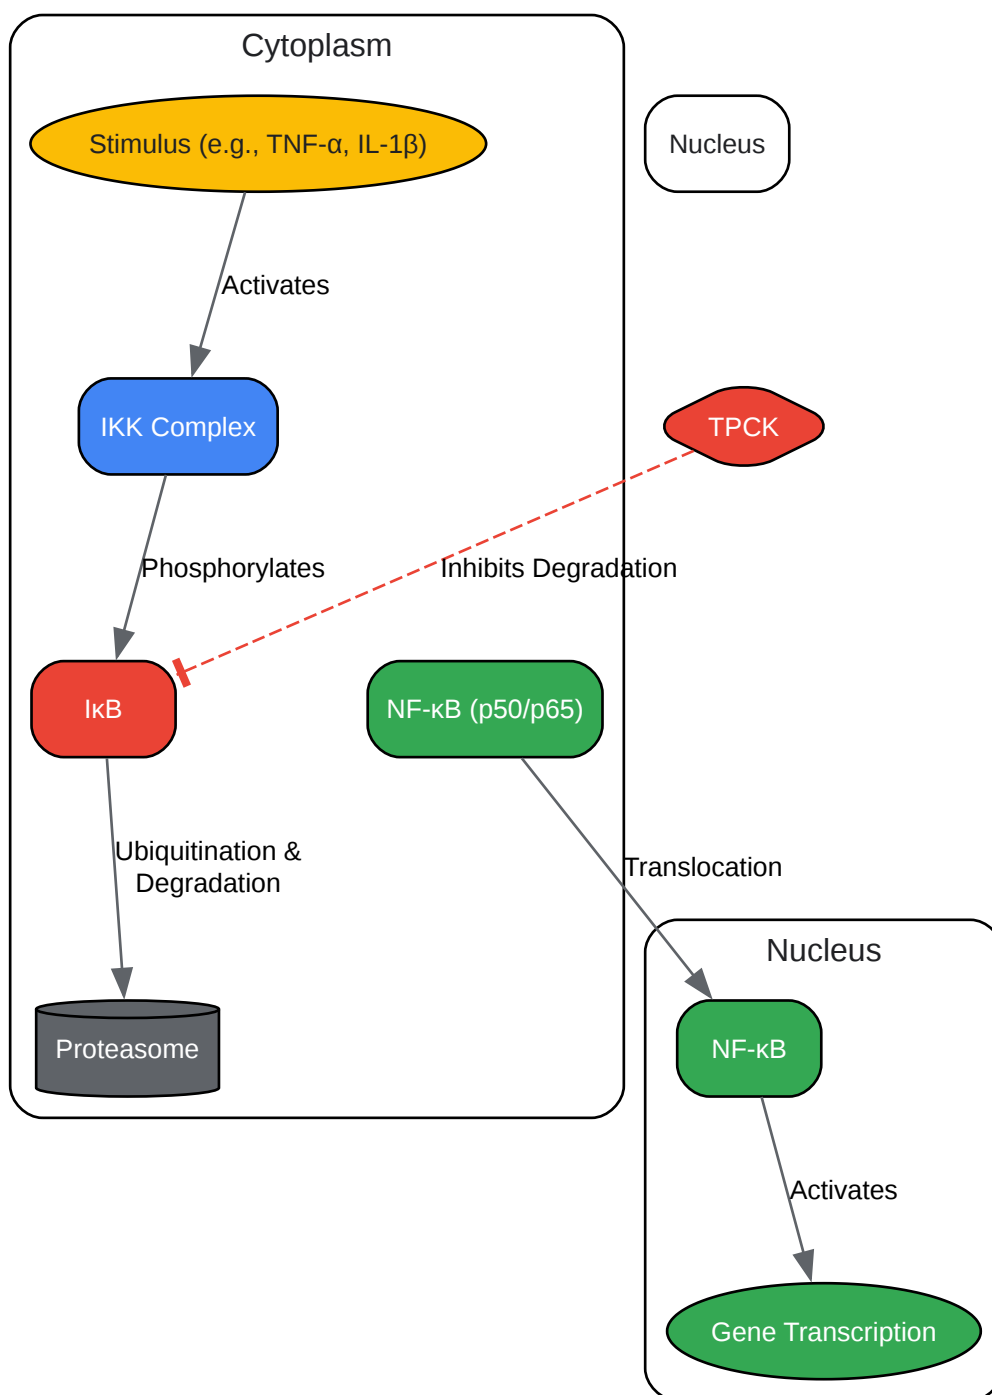 Cytoplasm
Stimulus (e.g., TNF-α, IL-1β)
Nucleus
Activates
IKK Complex
TPCK
Phosphorylates
Inhibits Degradation
IκB
NF-κB (p50/p65)
Ubiquitination &
Degradation
Translocation
Nucleus
Proteasome
NF-κB
Activates
Gene Transcription